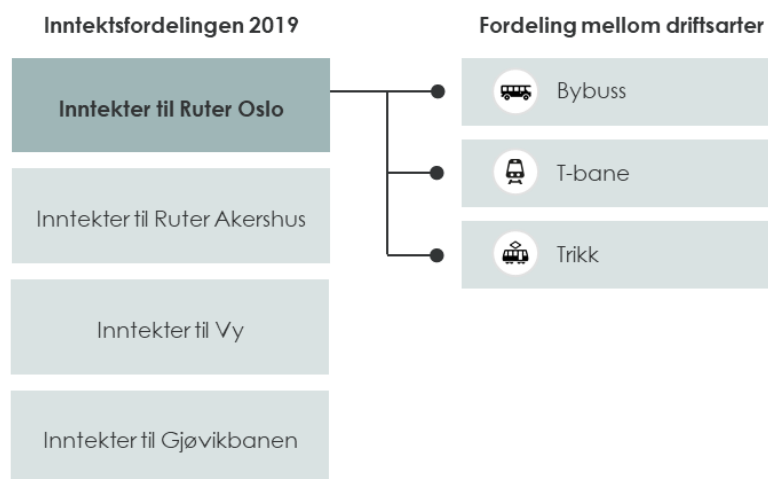 Inntektsfordelingen 2019
Inntekter til Ruter Oslo
Inntekter til Ruter Akershus
Inntekter til Vy
Inntekter til Gjøvikbanen
Fordeling mellom driftsarter
Bybuss
T-bane
Trikk